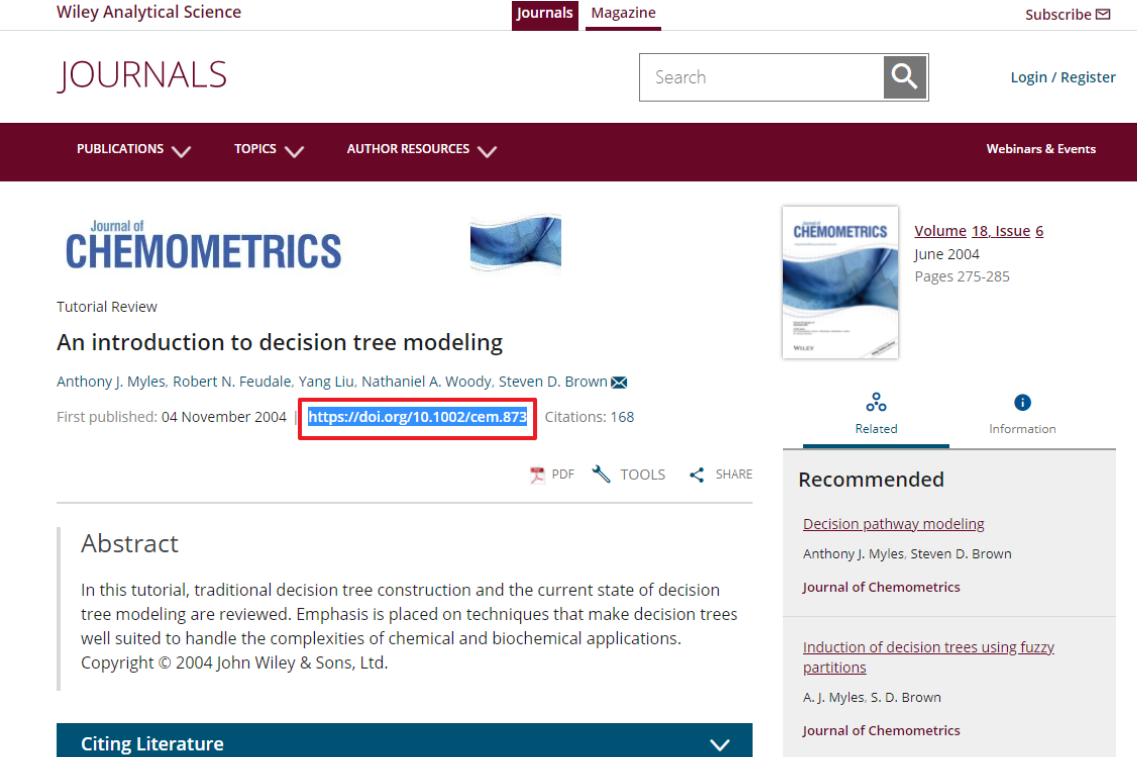 Wiley Analytical Science
Journals
Magazine
Subscribe
JOURNALS
Search
Login / Register
PUBLICATIONS
TOPICS
AUTHOR RESOURCES
Webinars & Events
Journal of
CHEMOMETRICS
Tutorial Review
An introduction to decision tree modeling
Anthony J. Myles, Robert N. Feudale, Yang Liu, Nathaniel A. Woody, Steven D. Brown
First published: 04 November 2004 | https://doi.org/10.1002/cem.873 Citations: 168
PDF
TOOLS
SHARE
Abstract
In this tutorial, traditional decision tree construction and the current state of decision
tree modeling are reviewed. Emphasis is placed on techniques that make decision trees
well suited to handle the complexities of chemical and biochemical applications.
Copyright © 2004 John Wiley & Sons, Ltd.
Citing Literature
Journal of
CHEMOMETRICS
WILEY
Volume 18, Issue 6
June 2004
Pages 275-285
Related
Information
Recommended
Decision pathway modeling
Anthony J. Myles, Steven D. Brown
Journal of Chemometrics
Induction of decision trees using fuzzy
partitions
A. J. Myles, S. D. Brown
Journal of Chemometrics